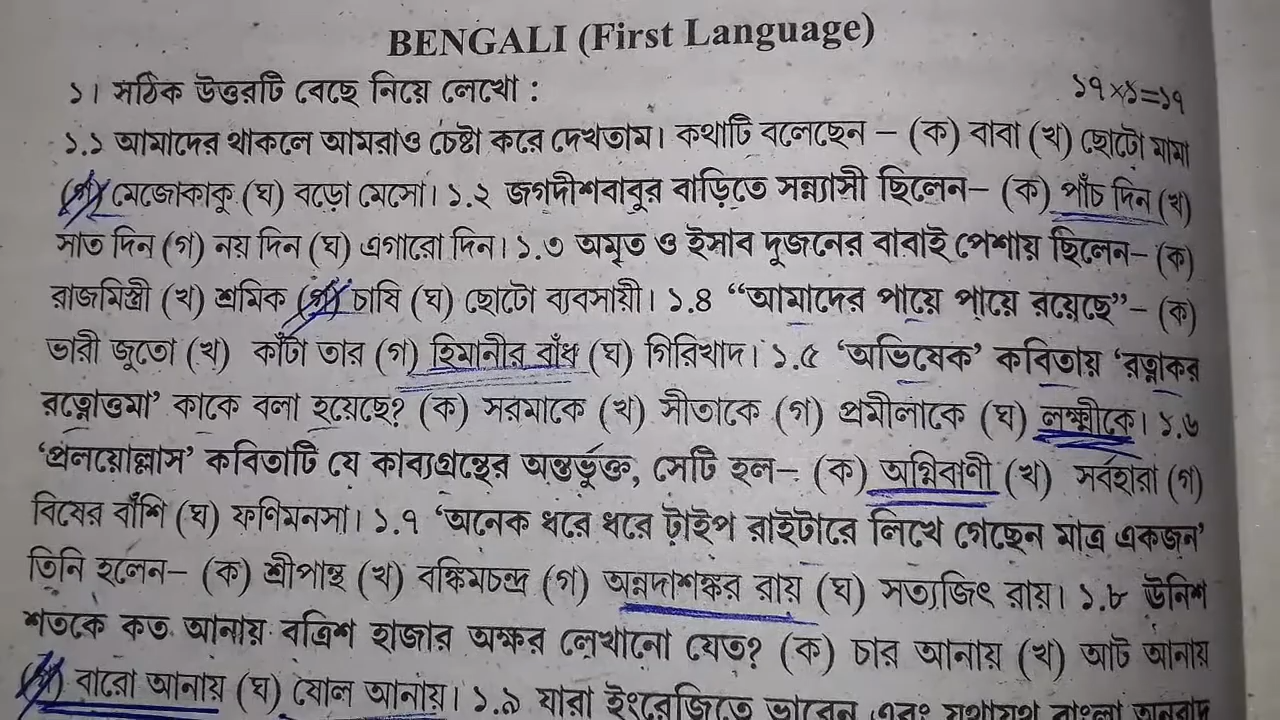 BENGALI (First Language)
১। সঠিক উত্তরটি বেছে নিয়ে লেখো : ১৭×১=১৭
১.১ আমাদের থাকলে আমরাও চেষ্টা করে দেখতাম। কথাটি বলেছেন – (ক) বাবা (খ) ছোটো মামা
(গ) মেজোকাকু (ঘ) বড়ো মেসো। ১.২ জগদীশবাবুর বাড়িতে সন্ন্যাসী ছিলেন– (ক) পাঁচ দিন (খ)
সাত দিন (গ) নয় দিন (ঘ) এগারো দিন। ১.৩ অমৃত ও ইসাব দুজনের বাবাই পেশায় ছিলেন– (ক)
রাজমিস্ত্রী (খ) শ্রমিক (গ) চাষি (ঘ) ছোটো ব্যবসায়ী। ১.৪ “আমাদের পায়ে পায়ে রয়েছে”– (ক)
ভারী জুতো (খ) কাঁটা তার (গ) হিমানীর বাঁধ (ঘ) গিরিখাদ। ১.৫ ‘অভিষেক’ কবিতায় ‘রত্নাকর
রত্নোত্তমা’ কাকে বলা হয়েছে? (ক) সরমাকে (খ) সীতাকে (গ) প্রমীলাকে (ঘ) লক্ষ্মীকে। ১.৬
‘প্রলয়োল্লাস’ কবিতাটি যে কাব্যগ্রন্থের অন্তর্ভুক্ত, সেটি হল– (ক) অগ্নিবাণী (খ) সর্বহারা (গ)
বিষের বাঁশি (ঘ) ফণিমনসা। ১.৭ ‘অনেক ধরে ধরে টাইপ রাইটারে লিখে গেছেন মাত্র একজন’
তিনি হলেন– (ক) শ্রীপান্থ (খ) বঙ্কিমচন্দ্র (গ) অন্নদাশঙ্কর রায় (ঘ) সত্যজিৎ রায়। ১.৮ ঊনিশ
শতকে কত আনায় বত্রিশ হাজার অক্ষর লেখানো যেত? (ক) চার আনায় (খ) আট আনায়
(গ) বারো আনায় (ঘ) ষোল আনায়। ১.৯ যারা ইংরেজিতে ভাবেন এবং যথাযথ বাংলা অনুবাদ